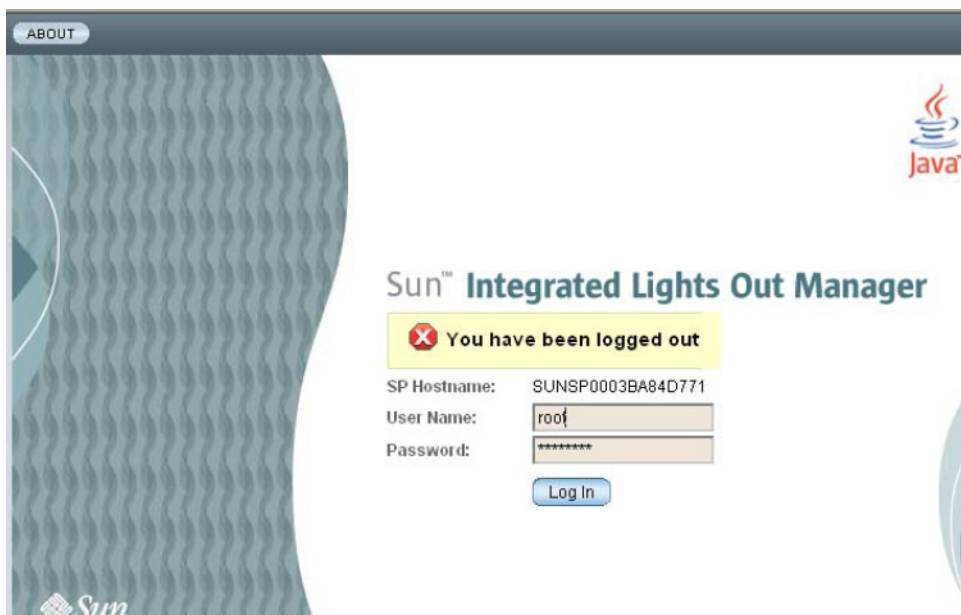 ABOUT
Java™
Sun™ Integrated Lights Out Manager
You have been logged out
SP Hostname: SUNSP0003BA84D771
User Name: root
Password: ********
Log In
Sun